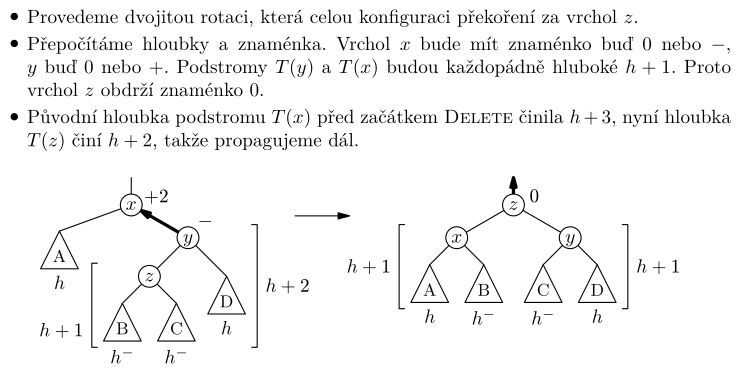 • Provedeme dvojitou rotaci, která celou konfiguraci překoření za vrchol z.
• Přepočítáme hloubky a znaménka. Vrchol x bude mít znaménko buď 0 nebo −,
y buď 0 nebo +. Podstromy T(y) a T(x) budou každopádně hluboké h + 1. Proto
vrchol z obdrží znaménko 0.
• Původní hloubka podstromu T(x) před začátkem DELETE činila h + 3, nyní hloubka
T(z) činí h + 2, takže propagujeme dál.
x +2
z 0
−
y
x y
A
z
h + 1 h + 1
h
h + 2
A B C D
D
h h⁻ h⁻ h
h + 1
B C
h
h⁻ h⁻